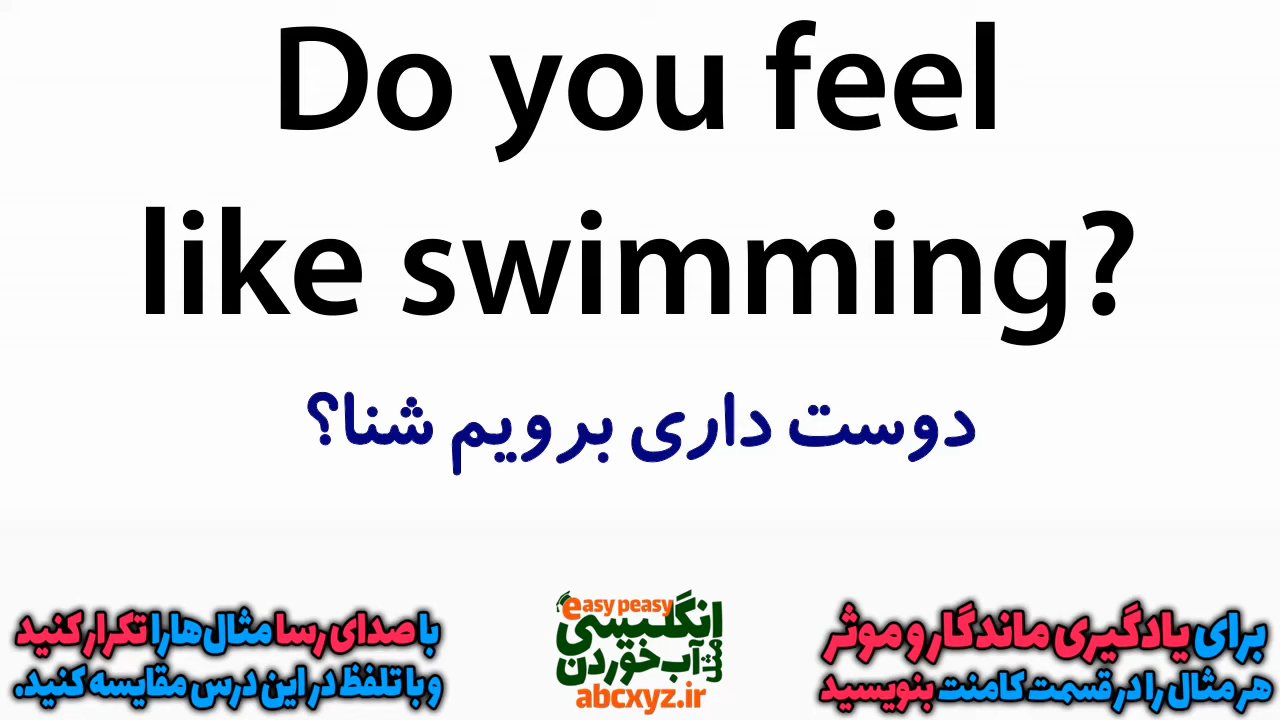 Do you feel
like swimming?
دوست داری برویم شنا؟
برای یادگیری ماندگار و موثر
هر مثال را در قسمت کامنت بنویسید
easy peasy
انگلیسی
مثل آب خوردن
abcxyz.ir
با صدای رسا مثال‌ها را تکرار کنید
و با تلفظ در این درس مقایسه کنید.